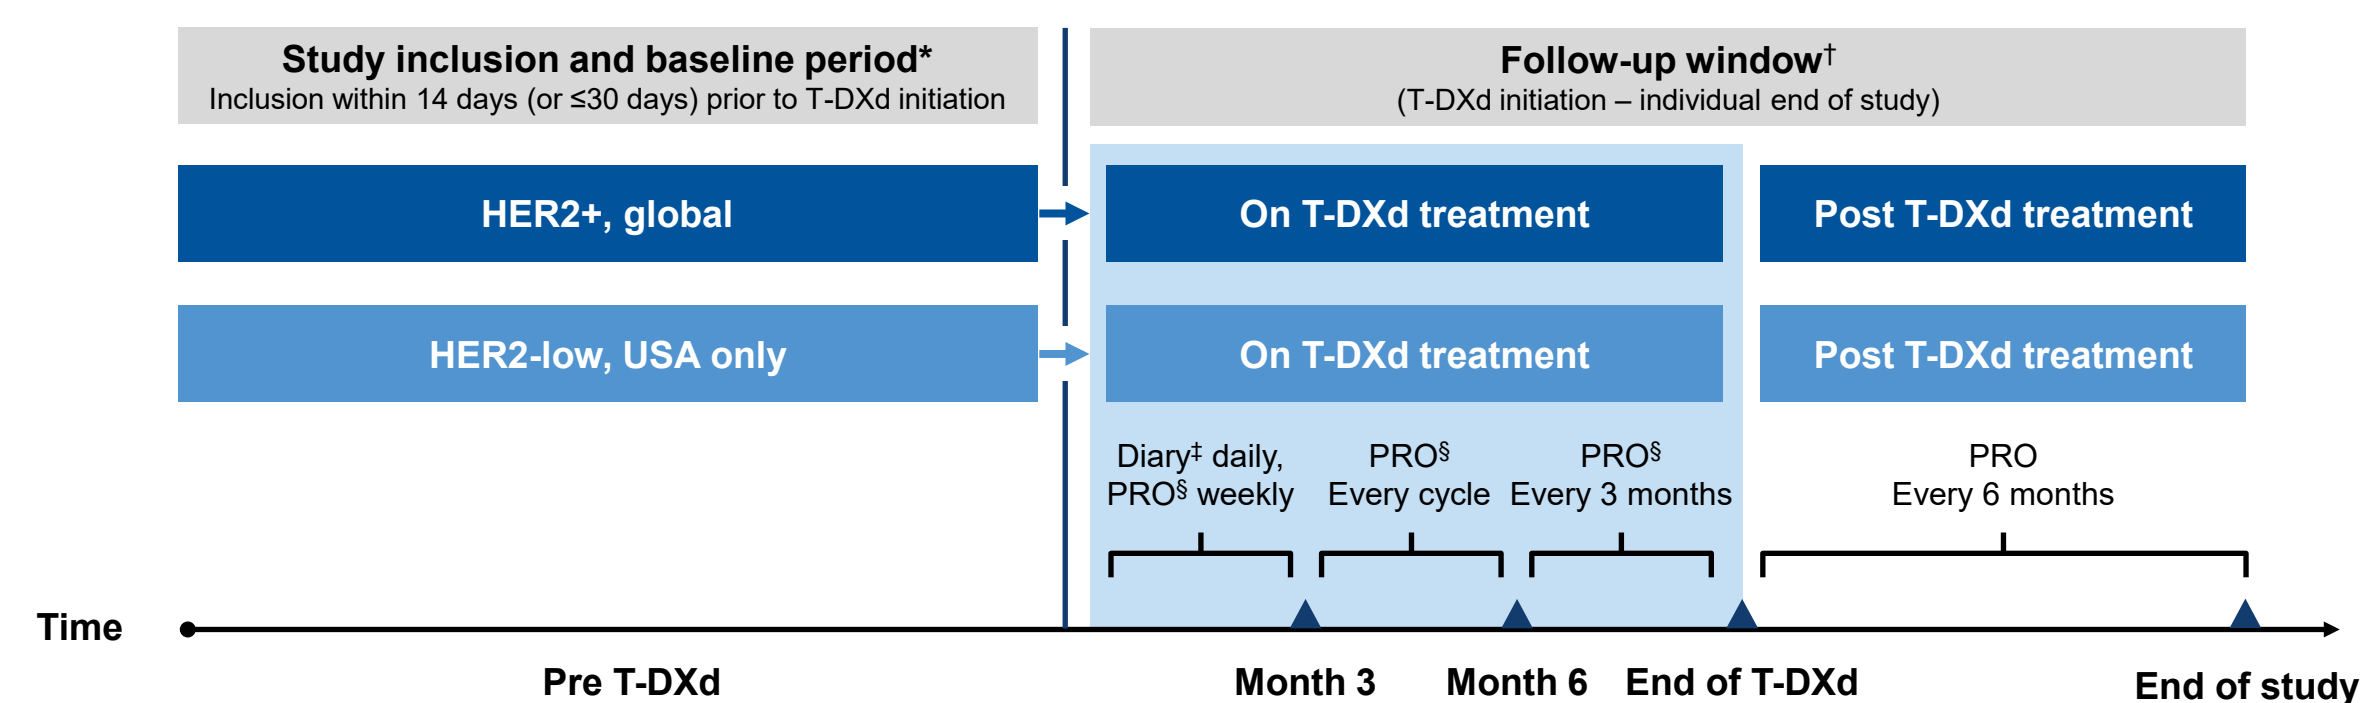 Study inclusion and baseline period*
Inclusion within 14 days (or ≤30 days) prior to T-DXd initiation
Follow-up window†
(T-DXd initiation – individual end of study)
HER2+, global
On T-DXd treatment
Post T-DXd treatment
HER2-low, USA only
On T-DXd treatment
Post T-DXd treatment
Diary‡ daily,
PRO§ weekly
PRO§
Every cycle
PRO§
Every 3 months
PRO
Every 6 months
Time
Pre T-DXd
Month 3
Month 6
End of T-DXd
End of study